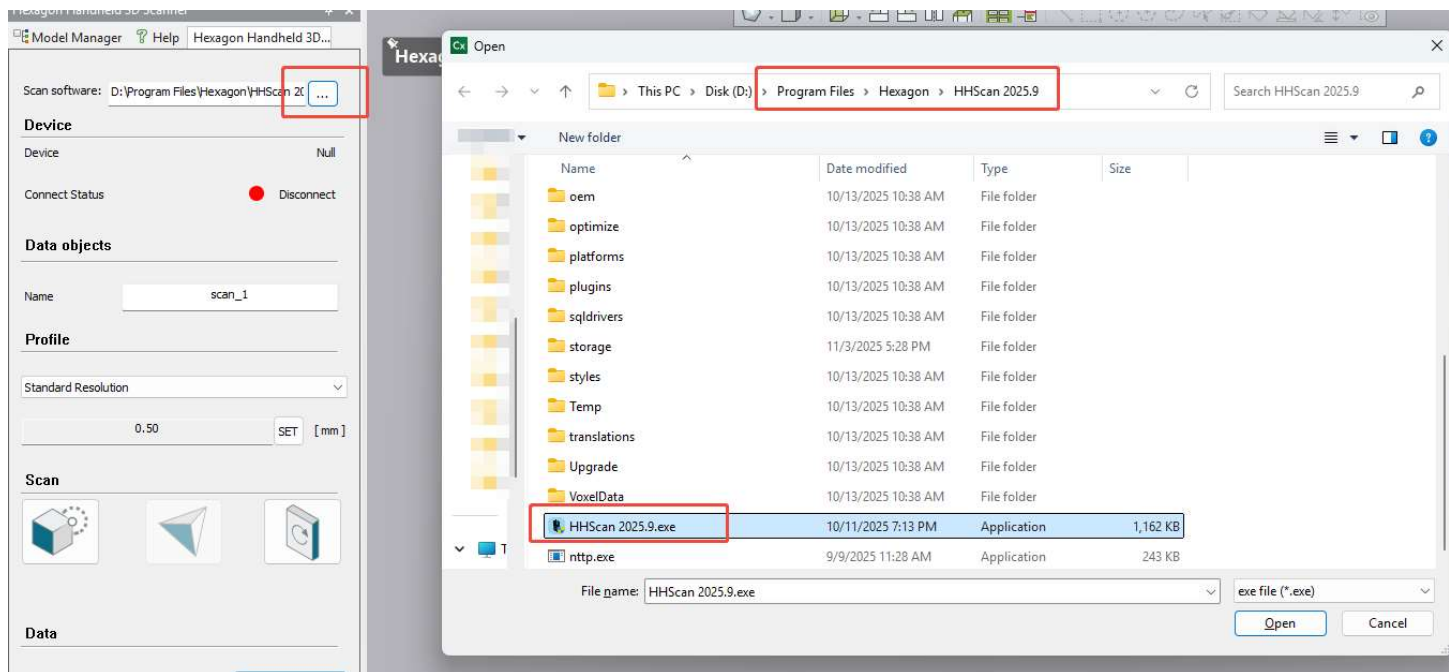 Hexagon Handheld 3D Scanner
Model Manager
Help
Hexagon Handheld 3D...
Scan software:
D:\Program Files\Hexagon\HHScan 20
...
Device
Device
Null
Connect Status
Disconnect
Data objects
Name
scan_1
Profile
Standard Resolution
0.50
SET
[mm]
Scan
Data
Hexag
Cx
Open
This PC > Disk (D:) > Program Files > Hexagon > HHScan 2025.9
Search HHScan 2025.9
New folder
Name Date modified Type Size
oem 10/13/2025 10:38 AM File folder
optimize 10/13/2025 10:38 AM File folder
platforms 10/13/2025 10:38 AM File folder
plugins 10/13/2025 10:38 AM File folder
sqldrivers 10/13/2025 10:38 AM File folder
storage 11/3/2025 5:28 PM File folder
styles 10/13/2025 10:38 AM File folder
Temp 10/13/2025 10:38 AM File folder
translations 10/13/2025 10:38 AM File folder
Upgrade 10/13/2025 10:38 AM File folder
VoxelData 10/13/2025 10:38 AM File folder
HHScan 2025.9.exe 10/11/2025 7:13 PM Application 1,162 KB
nttp.exe 9/9/2025 11:28 AM Application 243 KB
T
File name: HHScan 2025.9.exe
exe file (*.exe)
Open
Cancel